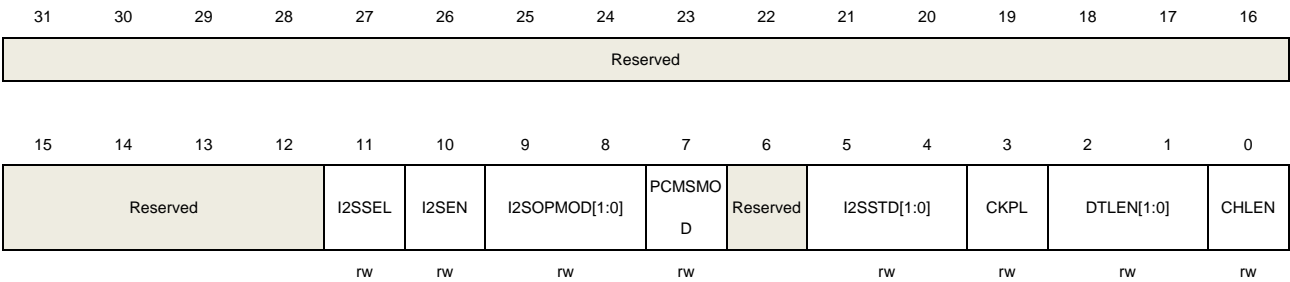 31 30 29 28 27 26 25 24 23 22 21 20 19 18 17 16
Reserved
15 14 13 12 11 10 9 8 7 6 5 4 3 2 1 0
Reserved I2SSEL I2SEN I2SOPMOD[1:0] PCMSMO Reserved I2SSTD[1:0] CKPL DTLEN[1:0] CHLEN
D
rw rw rw rw rw rw rw rw